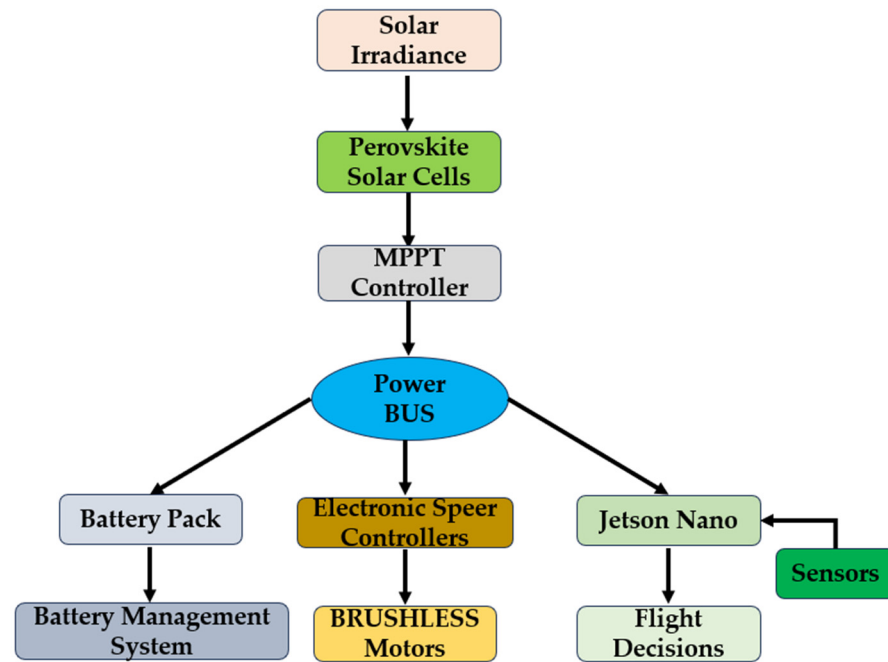 Solar
Irradiance
Perovskite
Solar Cells
MPPT
Controller
Power
BUS
Battery Pack
Electronic Speer
Controllers
Jetson Nano
Sensors
Battery Management
System
BRUSHLESS
Motors
Flight
Decisions